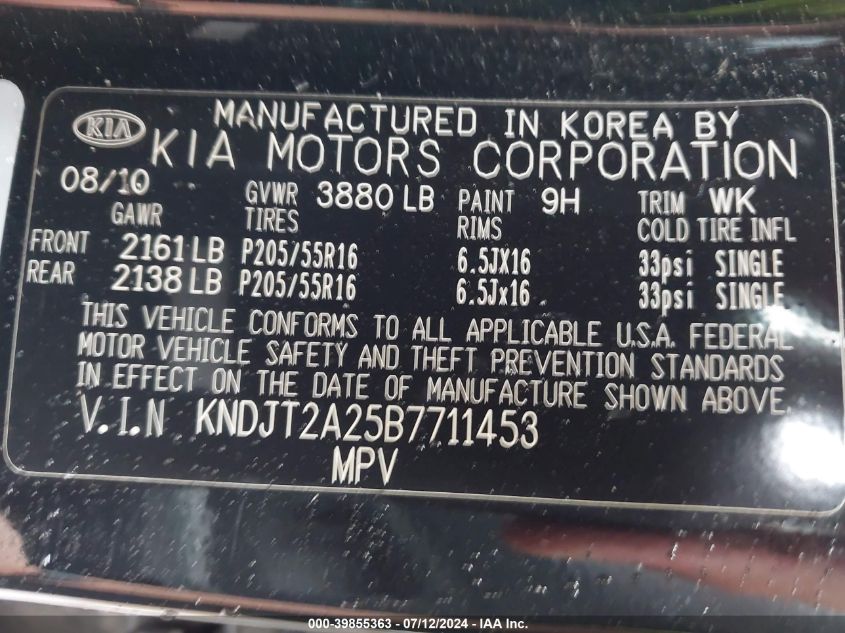 KIA
MANUFACTURED IN KOREA BY
KIA MOTORS CORPORATION
08/10 GVWR 3880 LB PAINT 9H TRIM WK
GAWR TIRES RIMS COLD TIRE INFL
FRONT 2161 LB P205/55R16 6.5JX16 33psi SINGLE
REAR 2138 LB P205/55R16 6.5Jx16 33psi SINGLE
THIS VEHICLE CONFORMS TO ALL APPLICABLE U.S.A. FEDERAL
MOTOR VEHICLE SAFETY AND THEFT PREVENTION STANDARDS
IN EFFECT ON THE DATE OF MANUFACTURE SHOWN ABOVE.
V.I.N KNDJT2A25B7711453
MPV
000-39855363 - 07/12/2024 - IAA Inc.